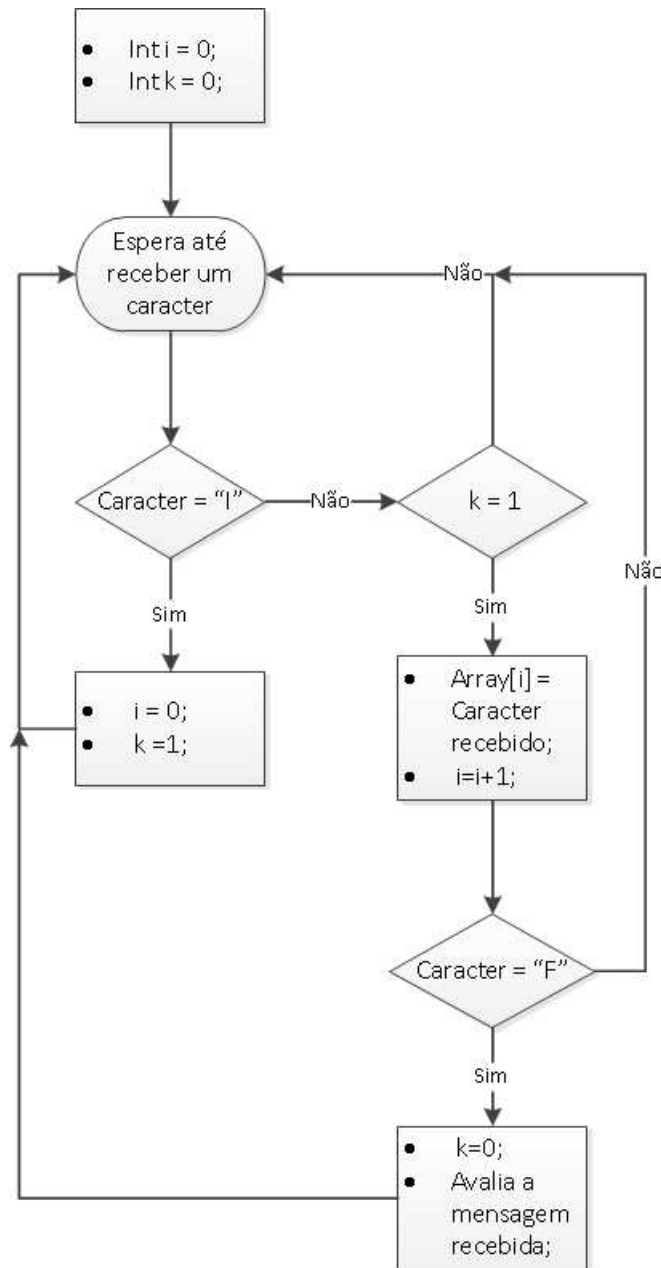 • Int i = 0;
• Int k = 0;
Espera até
receber um
caracter
Não
Caracter = “I”
Não
k = 1
Não
Sim
Sim
• i = 0;
• k =1;
• Array[i] =
Caracter
recebido;
• i=i+1;
Caracter = “F”
Sim
• k=0;
• Avalia a
mensagem
recebida;